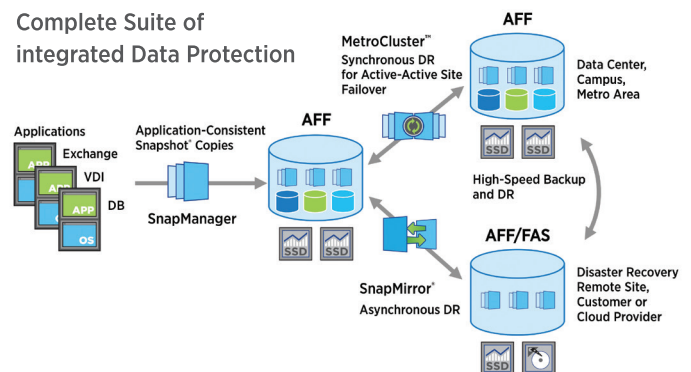 Complete Suite of
integrated Data Protection
Applications
Exchange
VDI
DB
APP
APP
APP
OS
Application-Consistent
Snapshot® Copies
SnapManager
AFF
SSD
SSD
MetroCluster™
Synchronous DR
for Active-Active Site
Failover
AFF
Data Center,
Campus,
Metro Area
SSD
SSD
High-Speed Backup
and DR
SnapMirror®
Asynchronous DR
AFF/FAS
Disaster Recovery
Remote Site,
Customer or
Cloud Provider
SSD